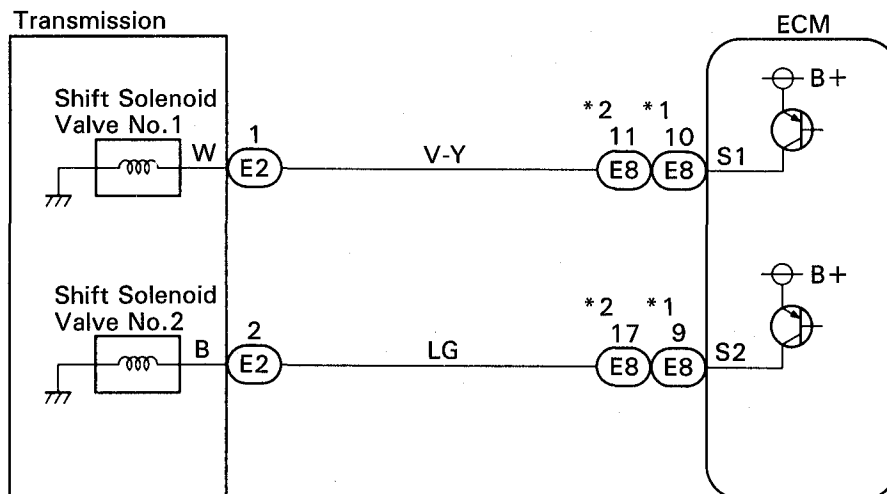 Transmission
ECM
B+
Shift Solenoid
Valve No.1
W
1
E2
V-Y
*2
*1
11
10
E8
E8
S1
B+
Shift Solenoid
Valve No.2
B
2
E2
LG
*2
*1
17
9
E8
E8
S2